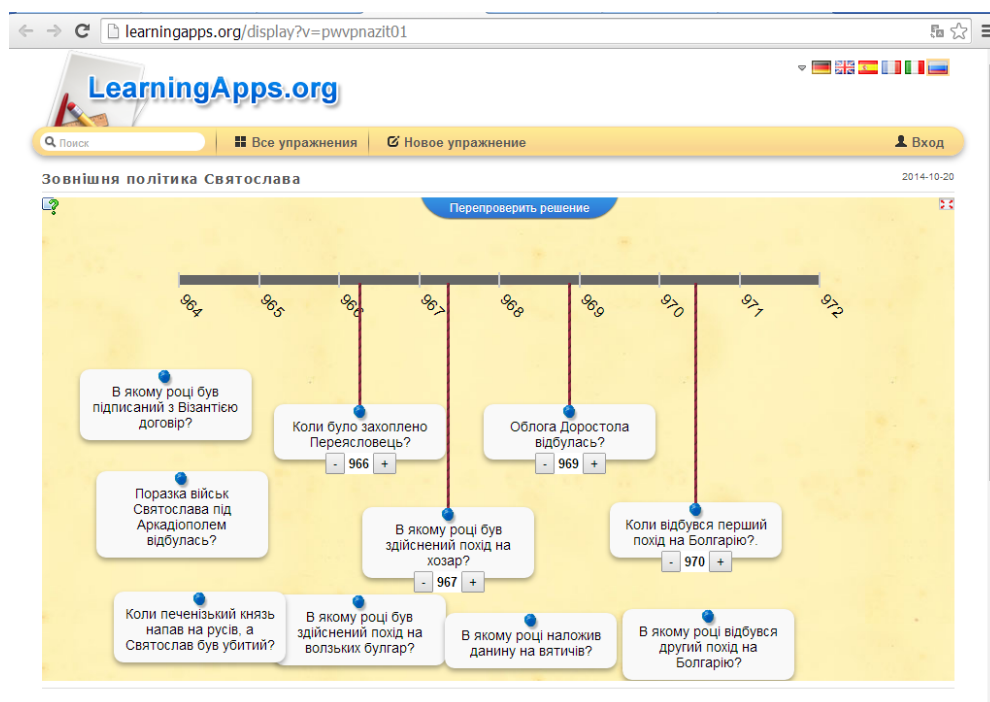 learningapps.org/display?v=pwvpnazit01
LearningApps.org
Поиск
Все упражнения
Новое упражнение
Вход
Зовнішня політика Святослава
2014-10-20
Перепроверить решение
964
965
966
967
968
969
970
971
972
В якому році був
підписаний з Візантією
договір?
Коли було захоплено
Переясловець?
- 966 +
Облога Доростола
відбулась?
- 969 +
Поразка військ
Святослава під
Аркадіополем
відбулась?
В якому році був
здійснений похід на
хозар?
- 967 +
Коли відбувся перший
похід на Болгарію?.
- 970 +
Коли печенізький князь
напав на русів, а
Святослав був убитий?
В якому році був
здійснений похід на
волзьких булгар?
В якому році наложив
данину на вятичів?
В якому році відбувся
другий похід на
Болгарію?